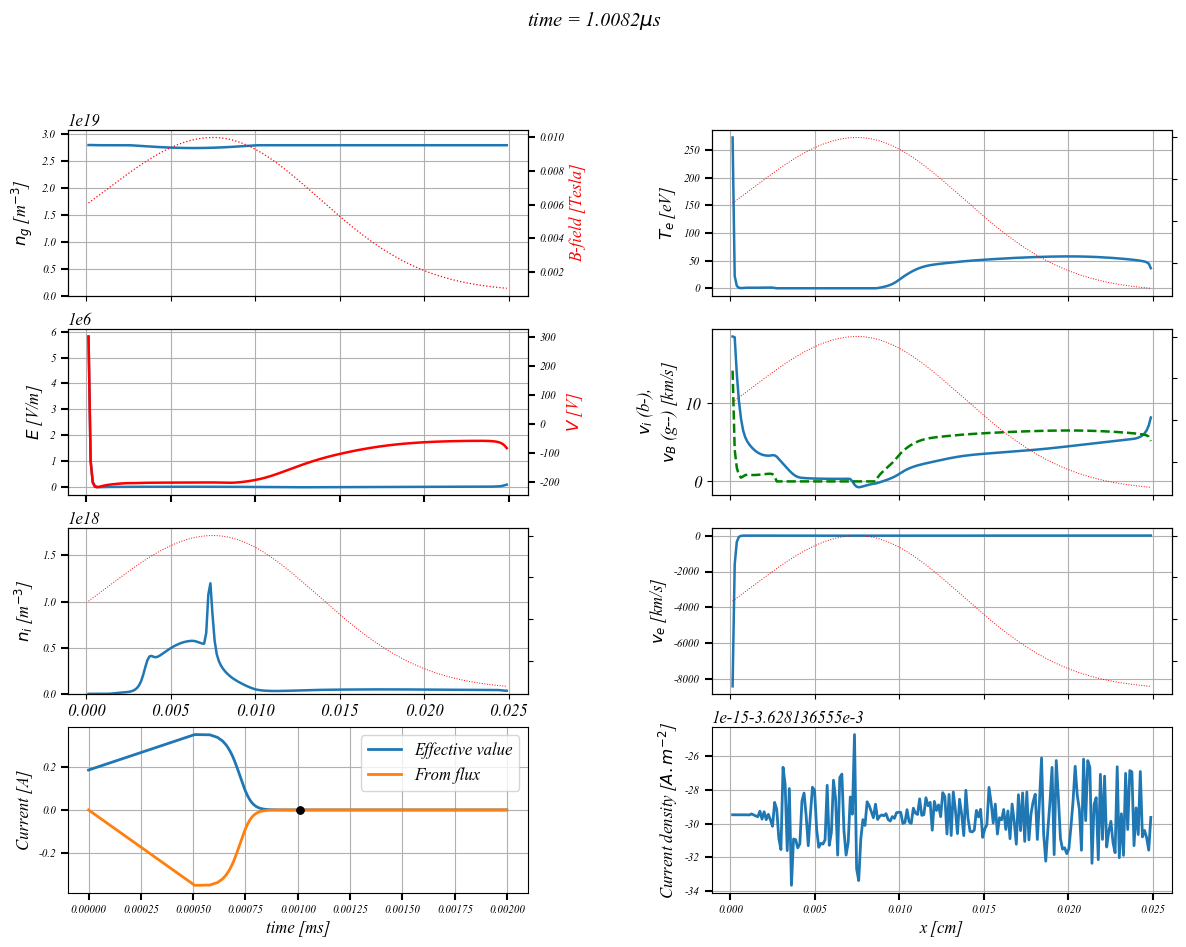 time = 1.0082μs
1e19
3.0
2.5
2.0
1.5
1.0
0.5
0.0
n_g [m⁻³]
0.010
0.008
0.006
0.004
0.002
B-field [Tesla]
250
200
150
100
50
0
T_e [eV]
1e6
6
5
4
3
2
1
0
E [V/m]
300
200
100
0
-100
-200
V [V]
10
0
v_i (b-),
v_B (g--) [km/s]
1e18
1.5
1.0
0.5
0.0
n_i [m⁻³]
0.000 0.005 0.010 0.015 0.020 0.025
0
-2000
-4000
-6000
-8000
v_e [km/s]
0.2
0.0
-0.2
Current [A]
Effective value
From flux
0.00000 0.00025 0.00050 0.00075 0.00100 0.00125 0.00150 0.00175 0.00200
time [ms]
1e-15-3.628136555e-3
-26
-28
-30
-32
-34
Current density [A.m⁻²]
0.000 0.005 0.010 0.015 0.020 0.025
x [cm]